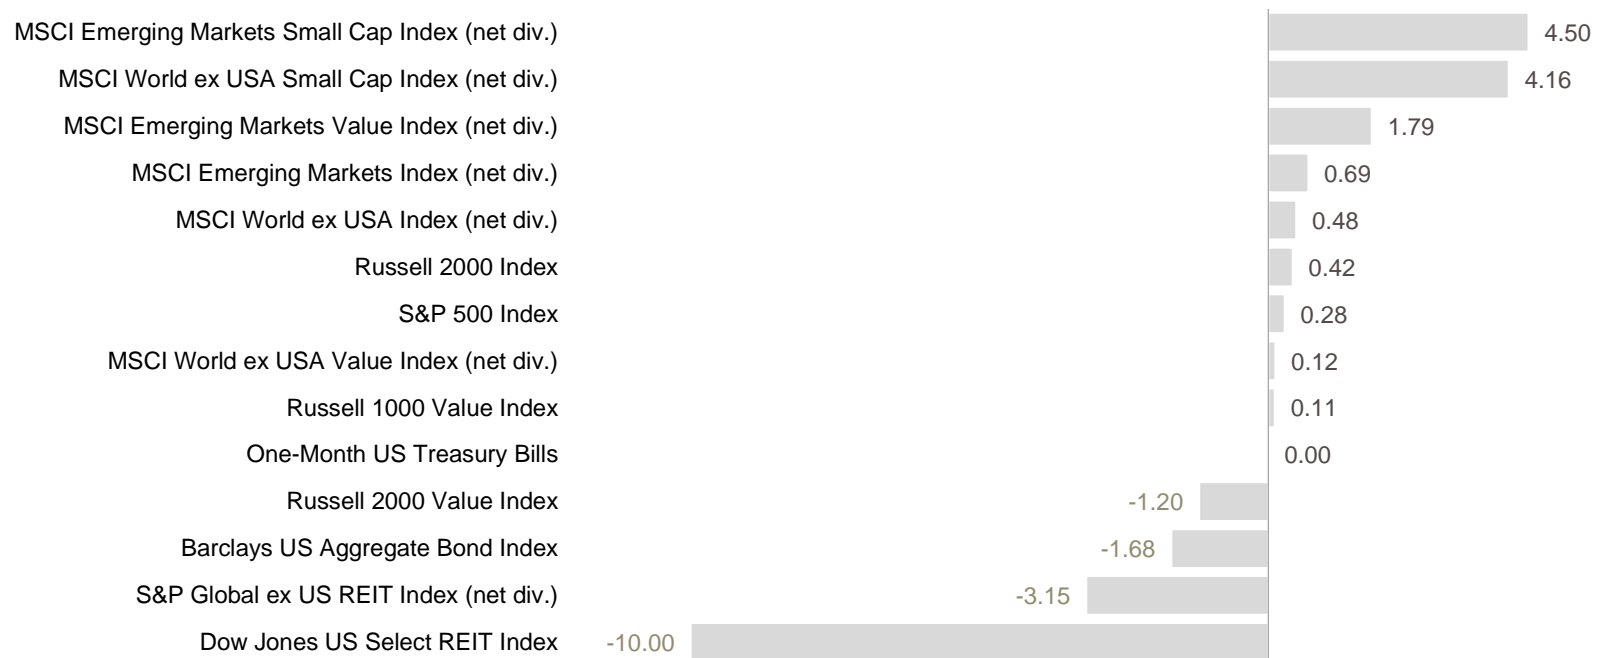 MSCI Emerging Markets Small Cap Index (net div.) 4.50
MSCI World ex USA Small Cap Index (net div.) 4.16
MSCI Emerging Markets Value Index (net div.) 1.79
MSCI Emerging Markets Index (net div.) 0.69
MSCI World ex USA Index (net div.) 0.48
Russell 2000 Index 0.42
S&P 500 Index 0.28
MSCI World ex USA Value Index (net div.) 0.12
Russell 1000 Value Index 0.11
One-Month US Treasury Bills 0.00
Russell 2000 Value Index -1.20
Barclays US Aggregate Bond Index -1.68
S&P Global ex US REIT Index (net div.) -3.15
Dow Jones US Select REIT Index -10.00